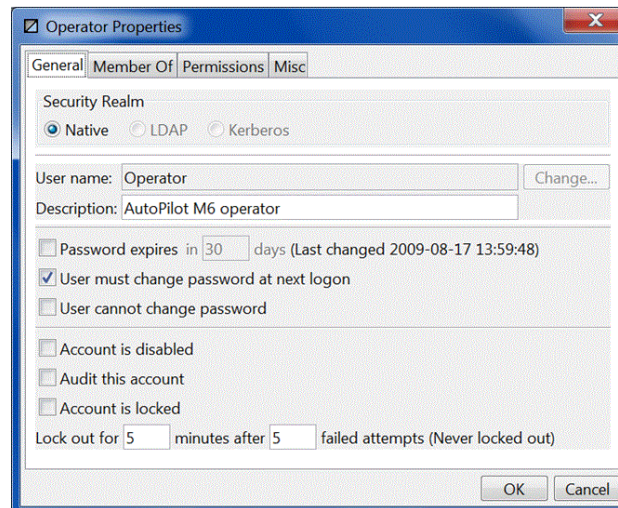 Operator Properties
General Member Of Permissions Misc
Security Realm
Native LDAP Kerberos
User name: Operator Change...
Description: AutoPilot M6 operator
Password expires in 30 days (Last changed 2009-08-17 13:59:48)
User must change password at next logon
User cannot change password
Account is disabled
Audit this account
Account is locked
Lock out for 5 minutes after 5 failed attempts (Never locked out)
OK Cancel